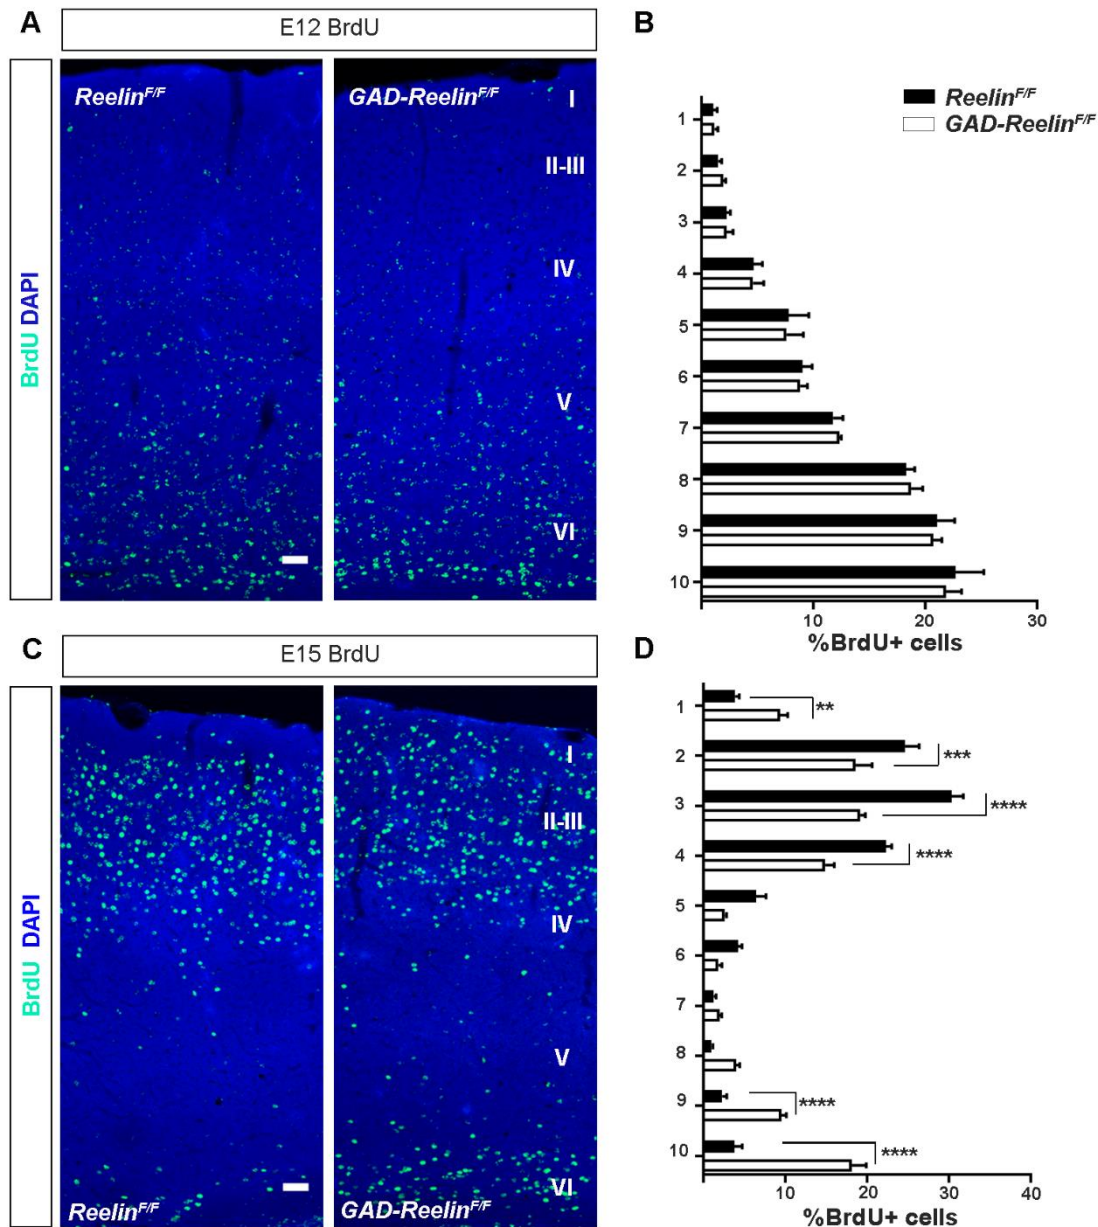 A
E12 BrdU
BrdU DAPI
Reelin^F/F
GAD-Reelin^F/F
I
II-III
IV
V
VI
B
Reelin^F/F
GAD-Reelin^F/F
1
2
3
4
5
6
7
8
9
10
10 20 30
%BrdU+ cells
C
E15 BrdU
BrdU DAPI
I
II-III
IV
V
VI
Reelin^F/F
GAD-Reelin^F/F
D
1
**
2
***
3
****
4
****
5
6
7
8
9
****
10
****
10 20 30 40
%BrdU+ cells